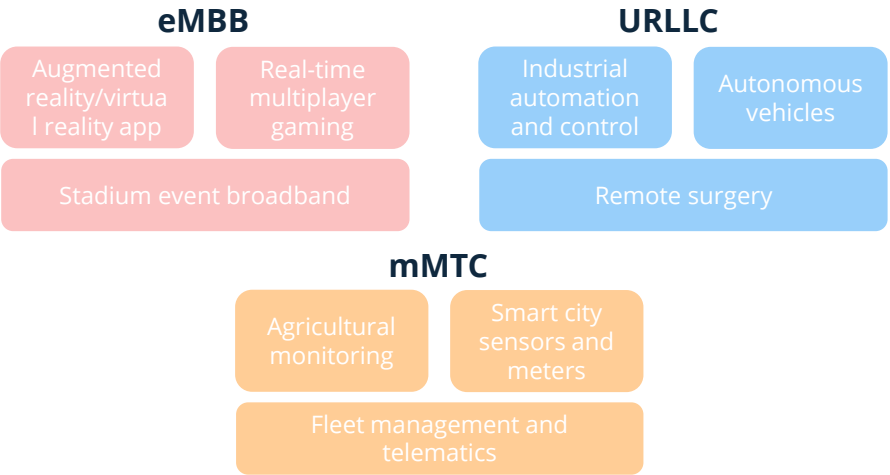 eMBB
Augmented
reality/virtua
l reality app
Real-time
multiplayer
gaming
Stadium event broadband
URLLC
Industrial
automation
and control
Autonomous
vehicles
Remote surgery
mMTC
Agricultural
monitoring
Smart city
sensors and
meters
Fleet management and
telematics